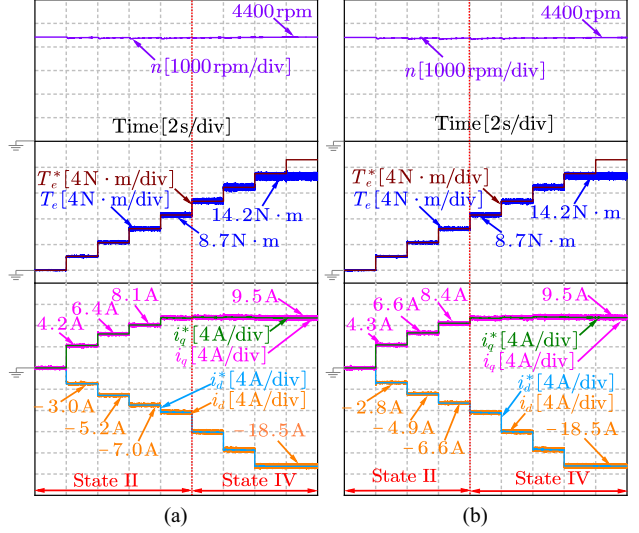 4400rpm
n[1000rpm/div]
Time[2s/div]
T_e^*[4N · m/div]
T_e[4N · m/div]
14.2N · m
8.7N · m
8.1A
9.5A
6.4A
4.2A
i_q^*[4A/div]
i_q[4A/div]
i_d^*[4A/div]
−3.0A
i_d[4A/div]
−5.2A
−18.5A
−7.0A
State II
State IV
(a)
4400rpm
n[1000rpm/div]
Time[2s/div]
T_e^*[4N · m/div]
T_e[4N · m/div]
14.2N · m
8.7N · m
8.4A
9.5A
6.6A
4.3A
i_q^*[4A/div]
i_q[4A/div]
i_d^*[4A/div]
−2.8A
i_d[4A/div]
−4.9A
−18.5A
−6.6A
State II
State IV
(b)